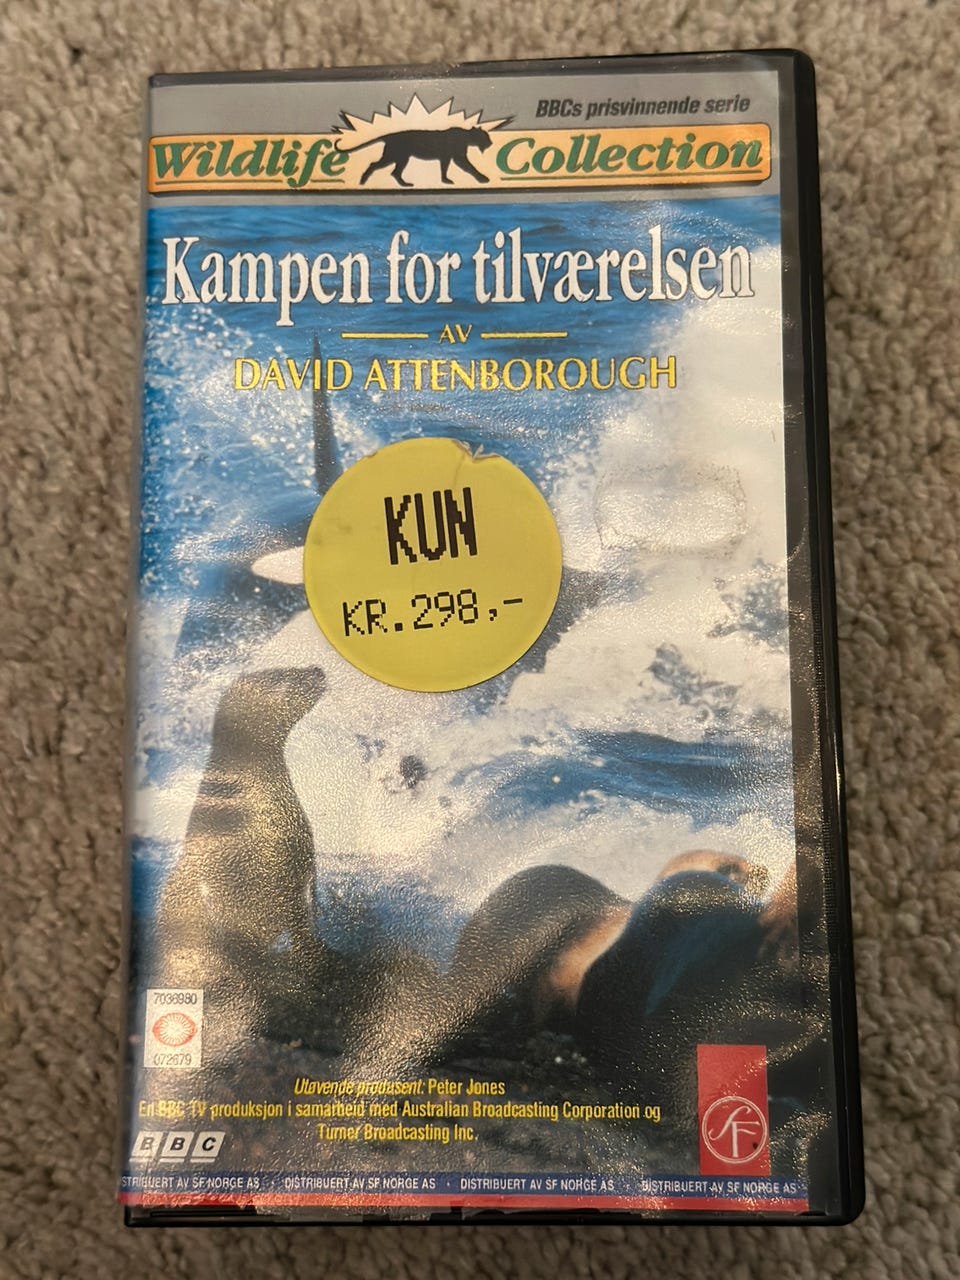 BBCs prisvinnende serie
Wildlife Collection
Kampen for tilværelsen
AV
DAVID ATTENBOROUGH
KUN
KR.298,-
7036980
072679
Utøvende produsent: Peter Jones
En BBC TV produksjon i samarbeid med Australian Broadcasting Corporation og
Turner Broadcasting Inc.
BBC
SF
STRIBUERT AV SF NORGE AS · DISTRIBUERT AV SF NORGE AS · DISTRIBUERT AV SF NORGE AS · DISTRIBUERT AV SF NORGE AS